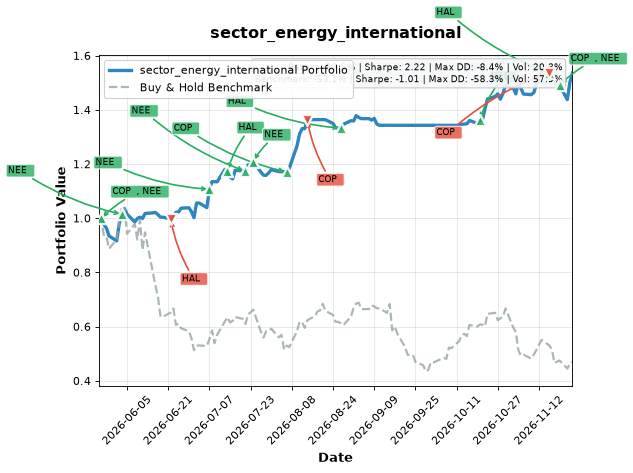 HAL
sector_energy_international
| Sharpe: 2.22 | Max DD: -8.4% | Vol: 20.
Sharpe: -1.01 | Max DD: -58.3% | Vol: 57.
sector_energy_international Portfolio
Buy & Hold Benchmark
COP , NEE
HAL
NEE
COP
HAL
NEE
COP
NEE
NEE
COP
COP , NEE
HAL
Portfolio Value
1.6
1.4
1.2
1.0
0.8
0.6
0.4
2026-06-05
2026-06-21
2026-07-07
2026-07-23
2026-08-08
2026-08-24
2026-09-09
2026-09-25
2026-10-11
2026-10-27
2026-11-12
Date